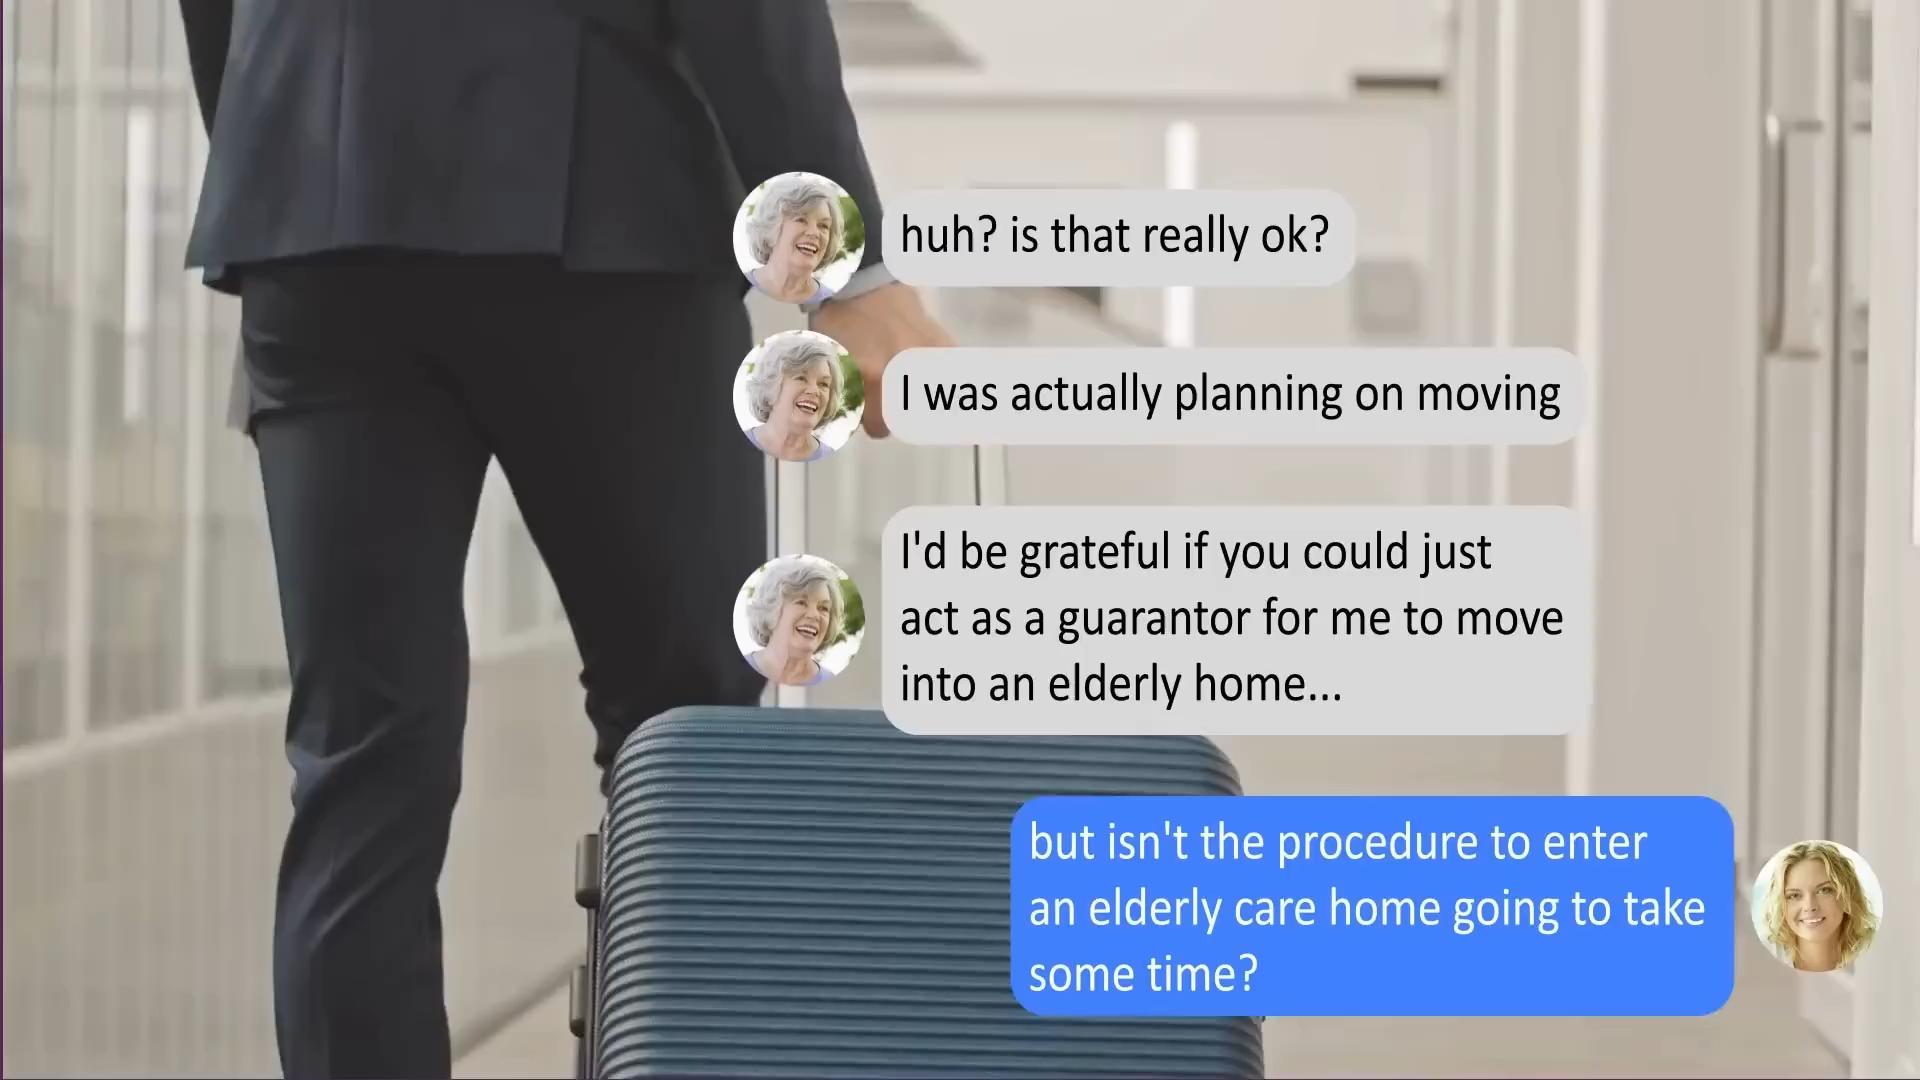 huh? is that really ok?
I was actually planning on moving
I'd be grateful if you could just
act as a guarantor for me to move
into an elderly home...
but isn't the procedure to enter
an elderly care home going to take
some time?